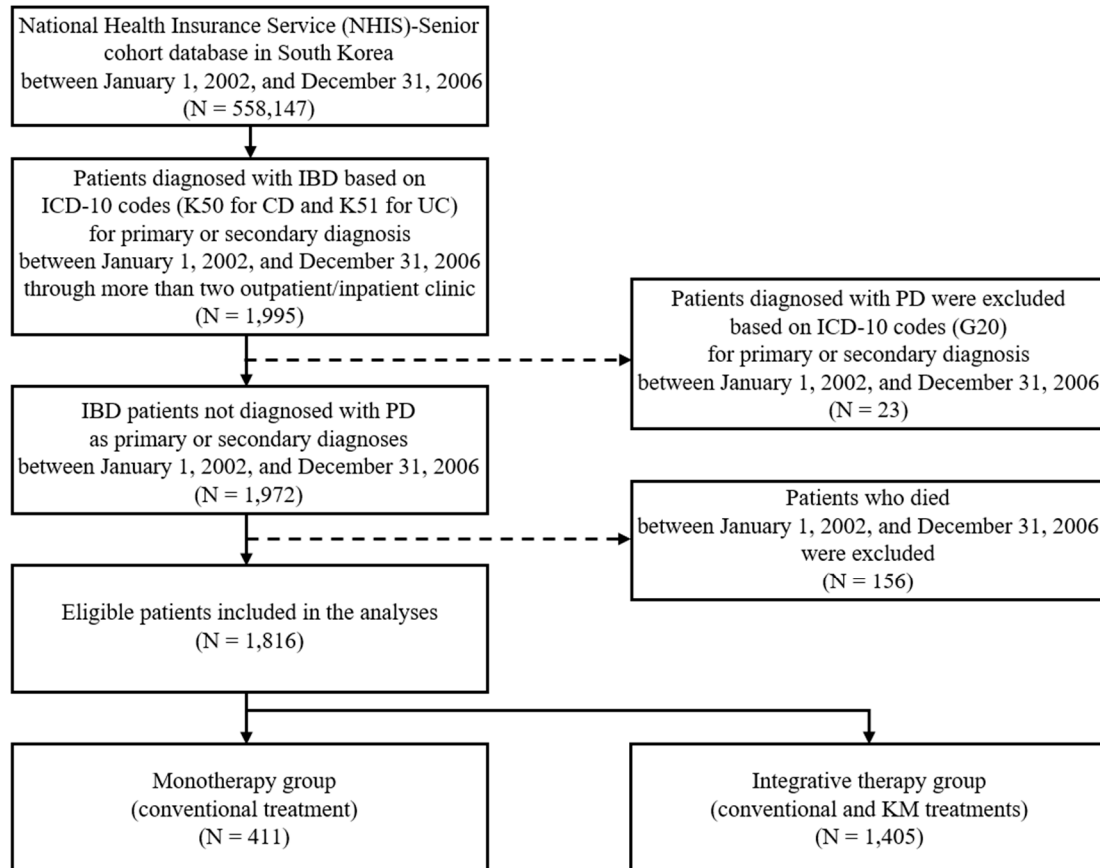 National Health Insurance Service (NHIS)-Senior
cohort database in South Korea
between January 1, 2002, and December 31, 2006
(N = 558,147)
Patients diagnosed with IBD based on
ICD-10 codes (K50 for CD and K51 for UC)
for primary or secondary diagnosis
between January 1, 2002, and December 31, 2006
through more than two outpatient/inpatient clinic
(N = 1,995)
Patients diagnosed with PD were excluded
based on ICD-10 codes (G20)
for primary or secondary diagnosis
between January 1, 2002, and December 31, 2006
(N = 23)
IBD patients not diagnosed with PD
as primary or secondary diagnoses
between January 1, 2002, and December 31, 2006
(N = 1,972)
Patients who died
between January 1, 2002, and December 31, 2006
were excluded
(N = 156)
Eligible patients included in the analyses
(N = 1,816)
Monotherapy group
(conventional treatment)
(N = 411)
Integrative therapy group
(conventional and KM treatments)
(N = 1,405)